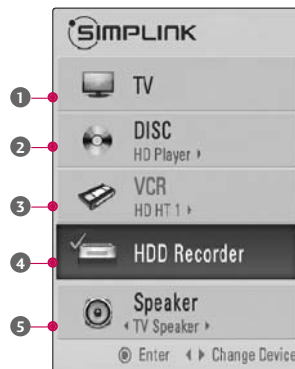 SIMPLINK
1 TV
2 DISC
HD Player ▸
3 VCR
HD HT 1 ▸
4 HDD Recorder
5 Speaker
◂ TV Speaker ▸
◉ Enter ◂ ▸ Change Device